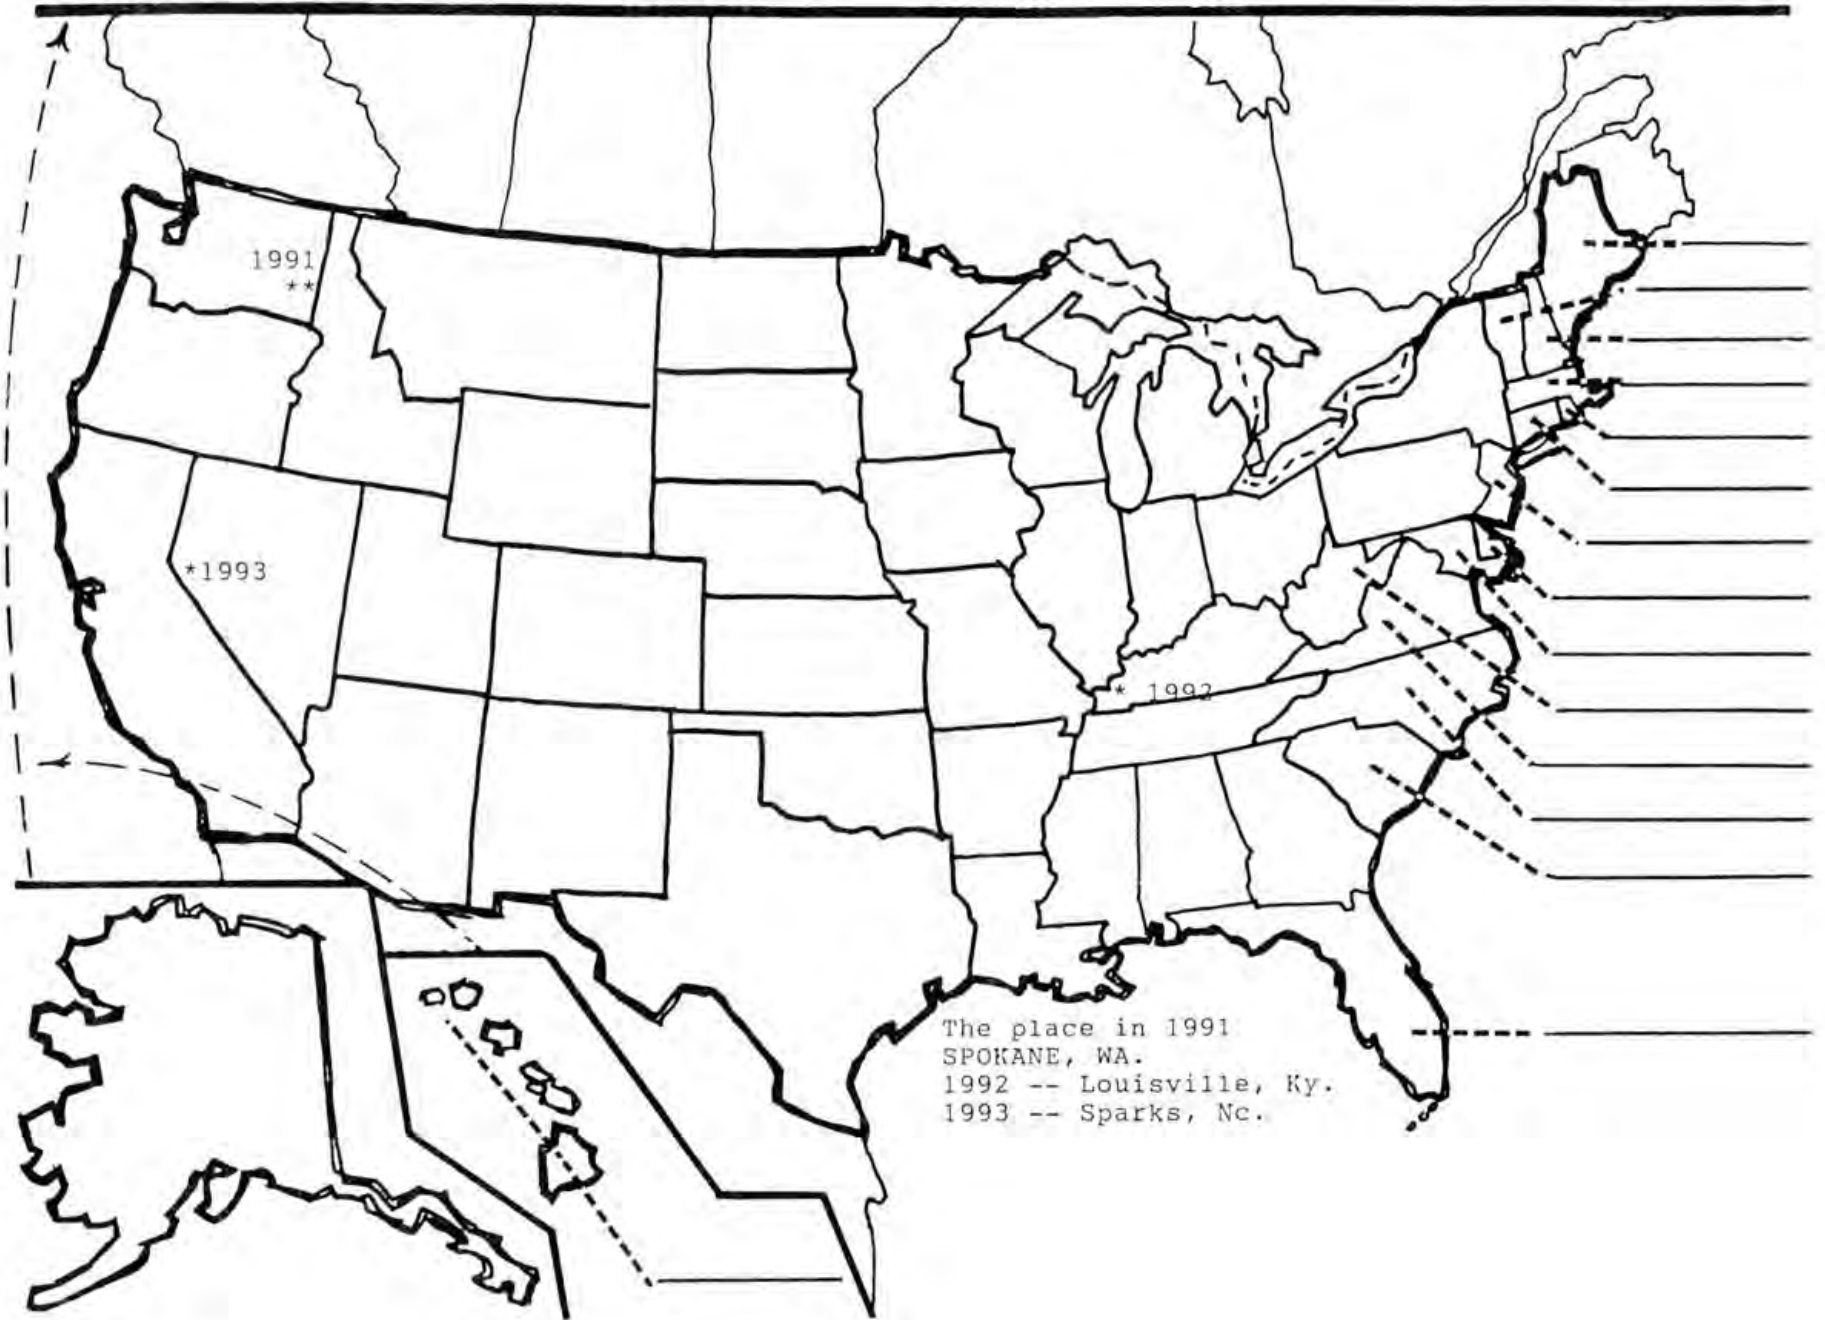 1991
**
*1993
* 1992
The place in 1991
SPOKANE, WA.
1992 -- Louisville, Ky.
1993 -- Sparks, Nc.